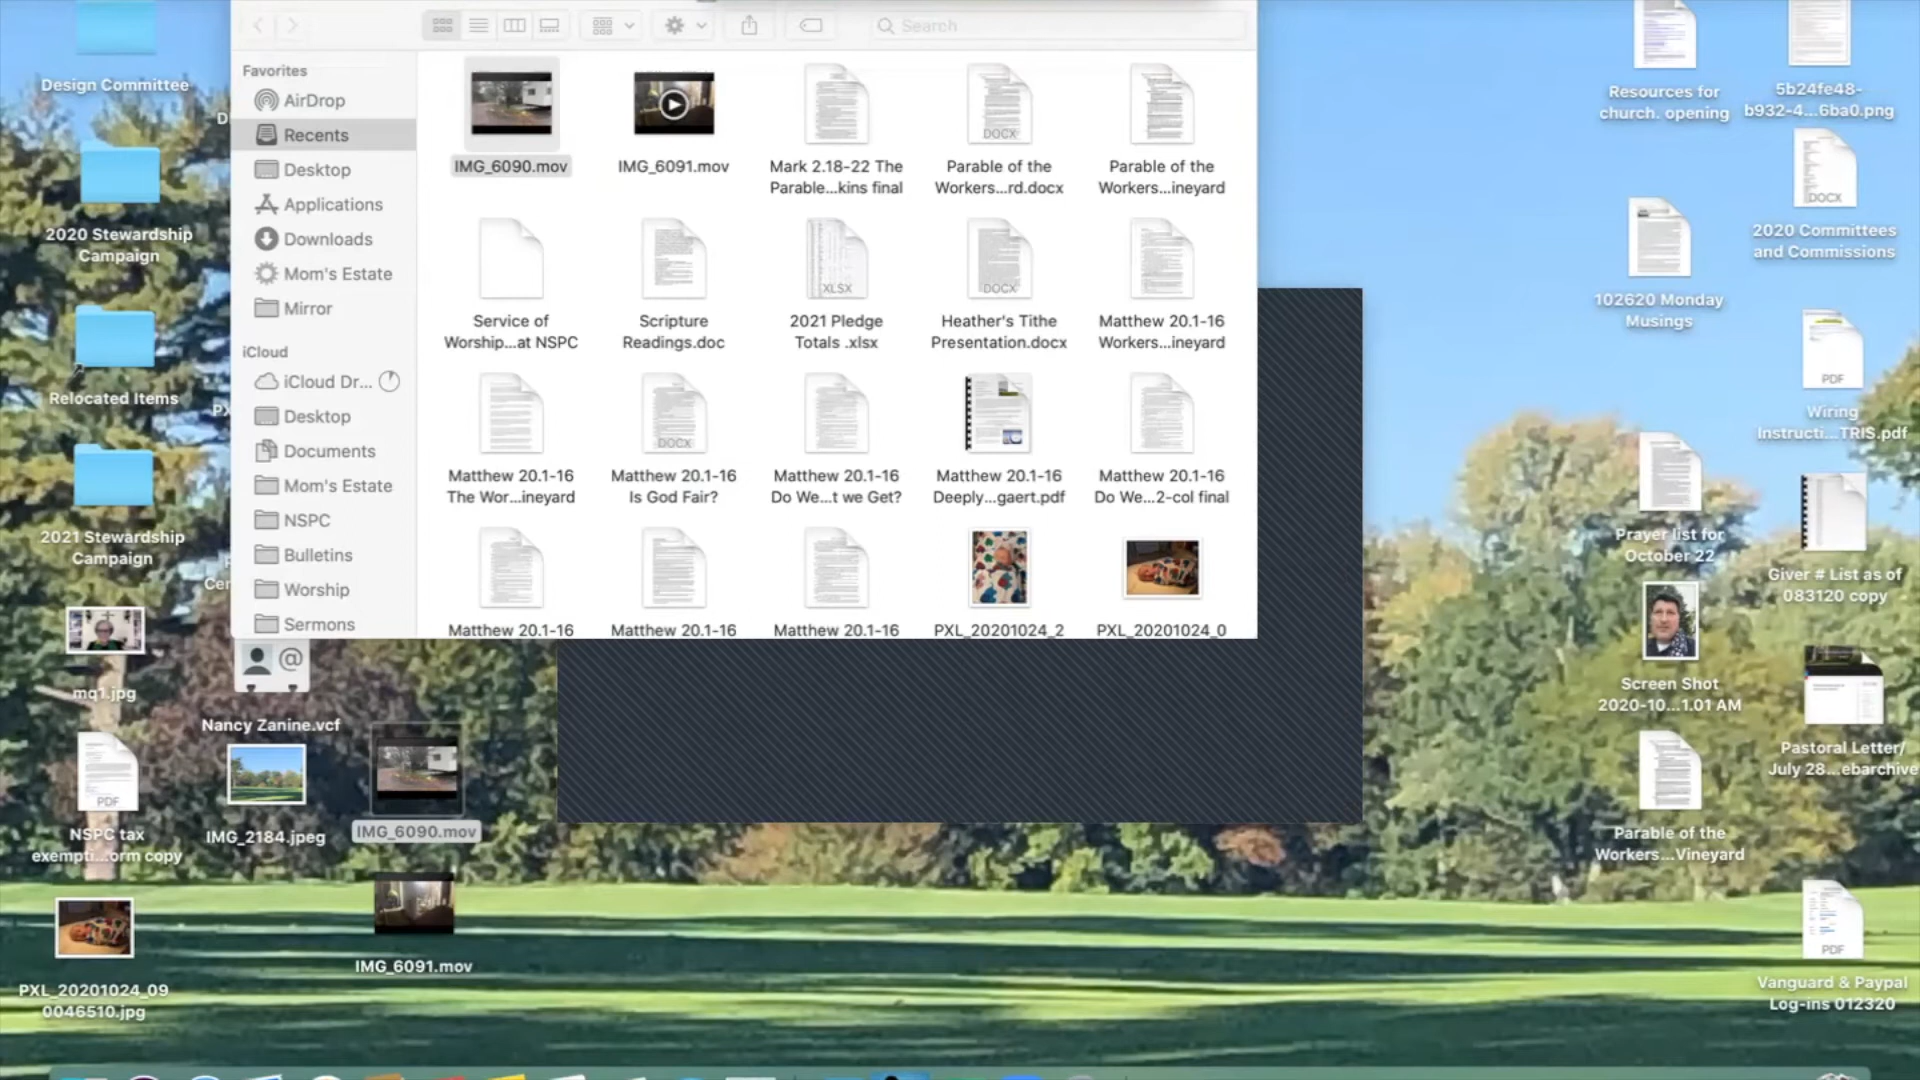 Search
Favorites
AirDrop
Recents
Desktop
Applications
Downloads
Mom's Estate
Mirror
iCloud
iCloud Dr...
Desktop
Documents
Mom's Estate
NSPC
Bulletins
Worship
Sermons
IMG_6090.mov
IMG_6091.mov
Mark 2.18-22 The
Parable...kins final
DOCX
Parable of the
Workers...rd.docx
Parable of the
Workers...ineyard
Service of
Worship...at NSPC
Scripture
Readings.doc
XLSX
2021 Pledge
Totals .xlsx
DOCX
Heather's Tithe
Presentation.docx
Matthew 20.1-16
Workers...ineyard
Matthew 20.1-16
The Wor...ineyard
DOCX
Matthew 20.1-16
Is God Fair?
Matthew 20.1-16
Do We...t we Get?
Matthew 20.1-16
Deeply...gaert.pdf
Matthew 20.1-16
Do We...2-col final
Matthew 20.1-16
Matthew 20.1-16
Matthew 20.1-16
PXL_20201024_2
PXL_20201024_0
Design Committee
2020 Stewardship
Campaign
Relocated Items
2021 Stewardship
Campaign
mq1.jpg
Nancy Zanine.vcf
PDF
NSPC tax
exempti...orm copy
IMG_2184.jpeg
IMG_6090.mov
IMG_6091.mov
PXL_20201024_09
0046510.jpg
Resources for
church. opening
5b24fe48-
b932-4...6ba0.png
DOCX
2020 Committees
and Commissions
102620 Monday
Musings
PDF
Wiring
Instructi...TRIS.pdf
Prayer list for
October 22
Giver # List as of
083120 copy
Screen Shot
2020-10...1.01 AM
Pastoral Letter/
July 28...ebarchive
Parable of the
Workers...Vineyard
PDF
Vanguard & Paypal
Log-ins 012320